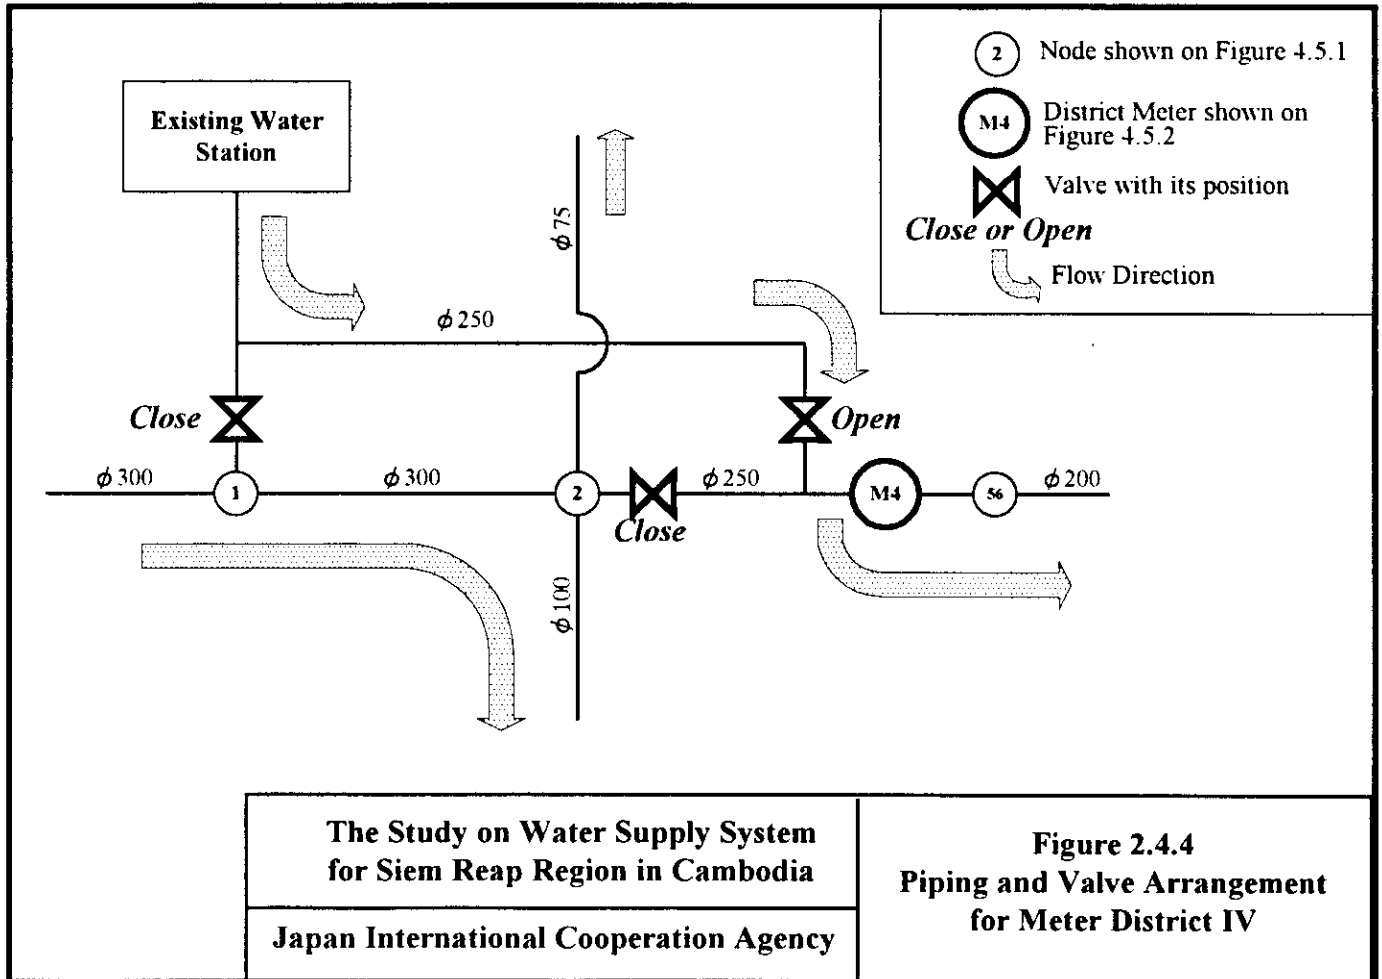 2 Node shown on Figure 4.5.1
M4 District Meter shown on
Figure 4.5.2
Valve with its position
Close or Open
Flow Direction
Existing Water
Station
ϕ75
ϕ250
Close
Open
ϕ300
1
ϕ300
2
Close
ϕ250
M4
56
ϕ200
ϕ100
The Study on Water Supply System
for Siem Reap Region in Cambodia
Japan International Cooperation Agency
Figure 2.4.4
Piping and Valve Arrangement
for Meter District IV